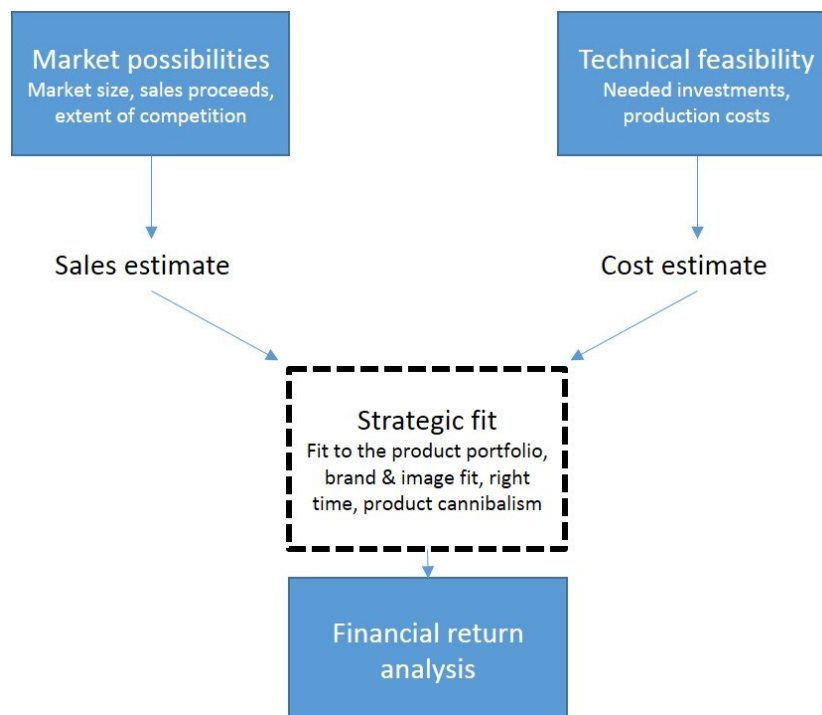 Market possibilities
Market size, sales proceeds,
extent of competition
Technical feasibility
Needed investments,
production costs
Sales estimate
Cost estimate
Strategic fit
Fit to the product portfolio,
brand & image fit, right
time, product cannibalism
Financial return
analysis